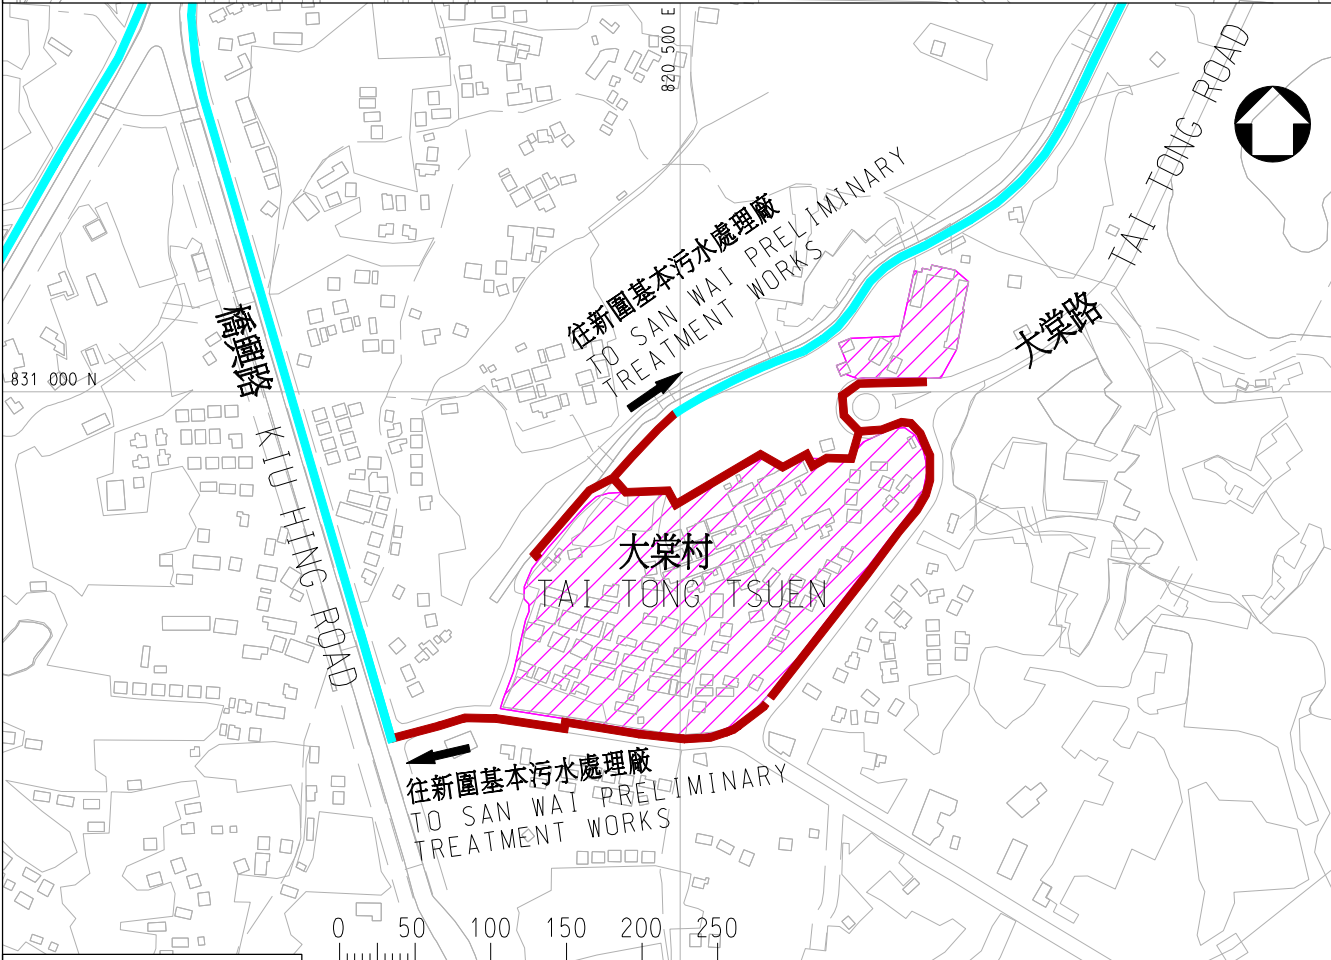 820 500 E
TAI TONG ROAD
往新圍基本污水處理廠
TO SAN WAI PRELIMINARY
TREATMENT WORKS
橋興路
KIU HING ROAD
大棠路
831 000 N
大棠村
TAI TONG TSUEN
往新圍基本污水處理廠
TO SAN WAI PRELIMINARY
TREATMENT WORKS
0 50 100 150 200 250